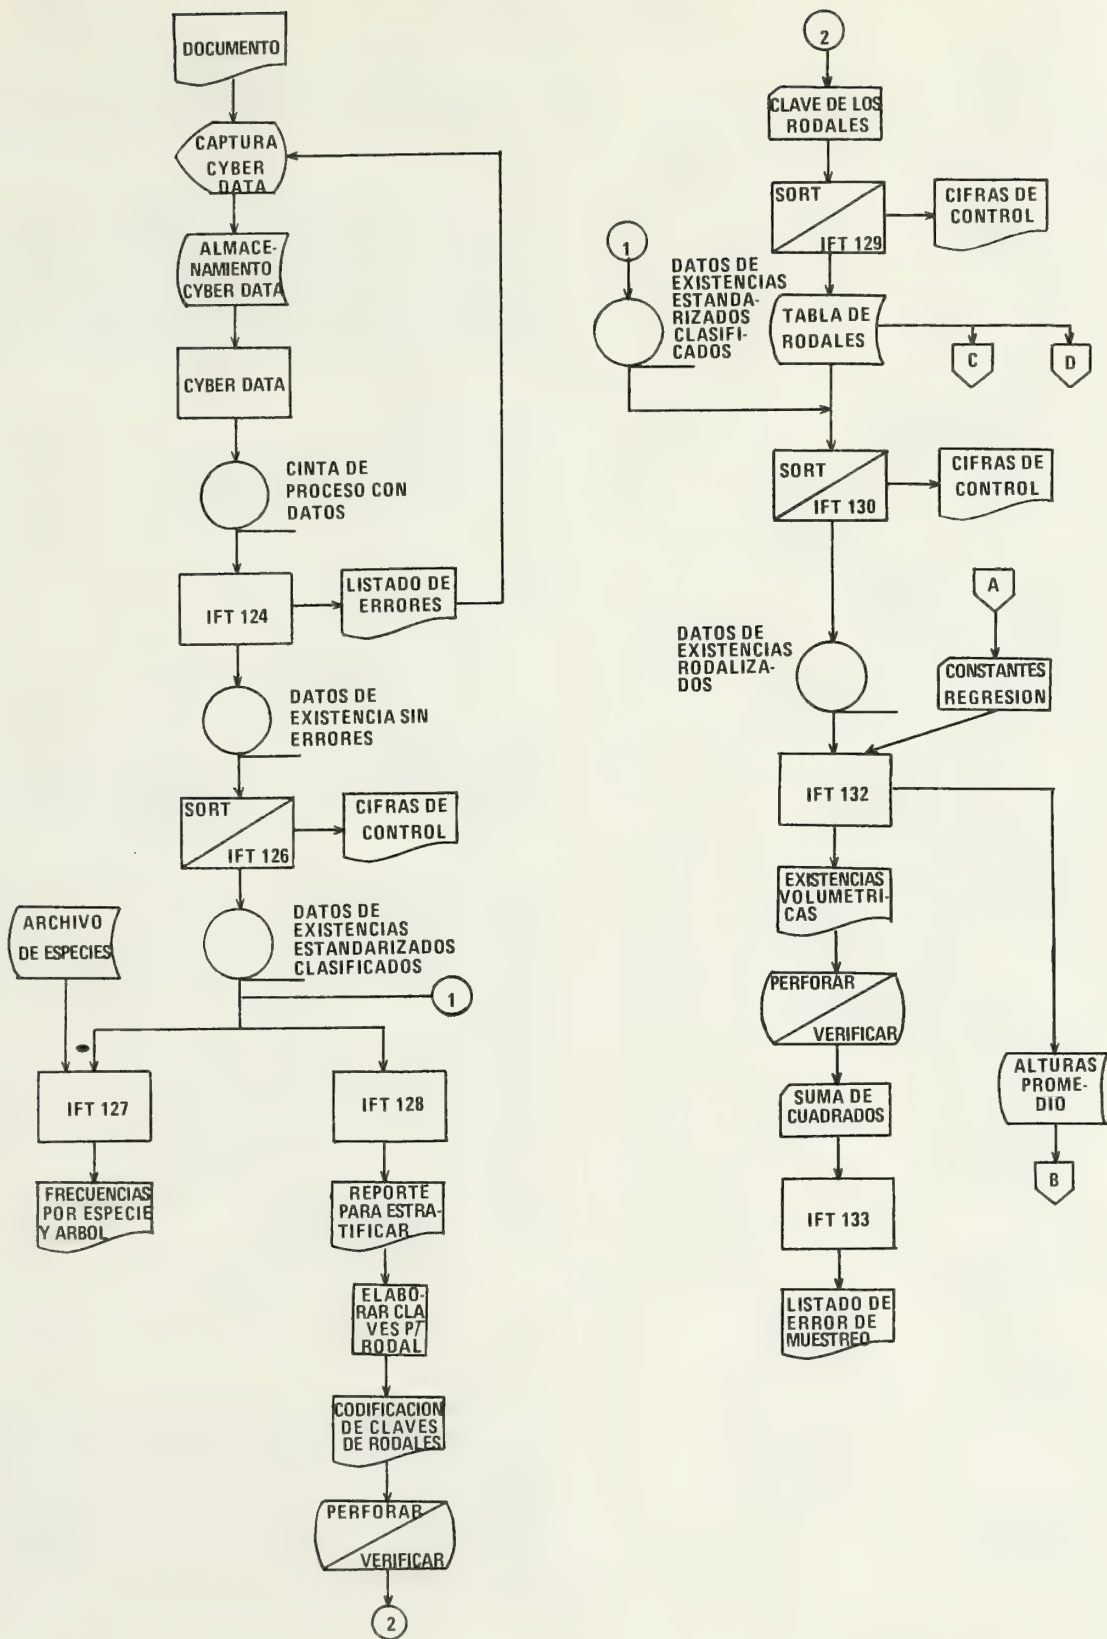 DOCUMENTO
CAPTURA
CYBER
DATA
ALMACE-
NAMIENTO
CYBER DATA
CYBER DATA
CINTA DE
PROCESO CON
DATOS
IFT 124
LISTADO DE
ERRORES
DATOS DE
EXISTENCIA SIN
ERRORES
SORT
IFT 126
CIFRAS DE
CONTROL
ARCHIVO
DE ESPECIES
DATOS DE
EXISTENCIAS
ESTANDARIZADOS
CLASIFICADOS
1
IFT 127
IFT 128
FRECUENCIAS
POR ESPECIE
Y ARBOL
REPORTE
PARA ESTRA-
TIFICAR
ELABO-
RAR CLA
VES P/
RODAL
CODIFICACION
DE CLAVES
DE RODALES
PERFORAR
VERIFICAR
2
2
CLAVE DE LOS
RODALES
SORT
IFT 129
CIFRAS DE
CONTROL
1
DATOS DE
EXISTENCIAS
ESTANDA-
RIZADOS
CLASIFI-
CADOS
TABLA DE
RODALES
C
D
SORT
IFT 130
CIFRAS DE
CONTROL
A
DATOS DE
EXISTENCIAS
RODALIZA-
DOS
CONSTANTES
REGRESION
IFT 132
EXISTENCIAS
VOLUMETRI-
CAS
PERFORAR
VERIFICAR
SUMA DE
CUADRADOS
ALTURAS
PROME-
DIO
B
IFT 133
LISTADO DE
ERROR DE
MUESTREO